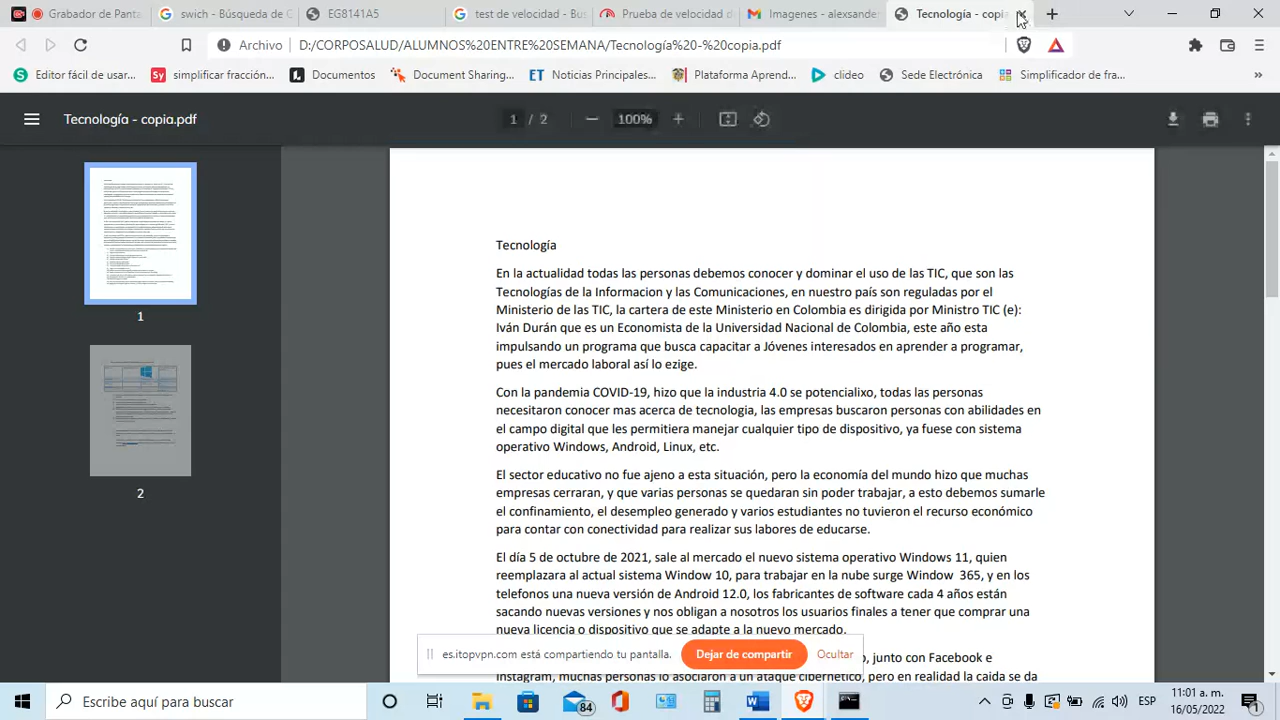 Grabador de Pantalla
swich - Búsqueda de G
EG8141A5
test de velocidad - Bus
Prueba de velocidad d
Imagenes - alexsande
Tecnología - copia
Archivo
D:/CORPOSALUD/ALUMNOS%20ENTRE%20SEMANA/Tecnología%20-%20copia.pdf
Editor fácil de usu...
simplificar fracción...
Documentos
Document Sharing...
Noticias Principales...
Plataforma Aprend...
clideo
Sede Electrónica
Simplificador de fra...
»
Tecnología - copia.pdf
1 / 2
100%
1
2
Tecnología
En la actualidad todas las personas debemos conocer y dominar el uso de las TIC, que son las
Tecnologías de la Informacion y las Comunicaciones, en nuestro país son reguladas por el
Ministerio de las TIC, la cartera de este Ministerio en Colombia es dirigida por Ministro TIC (e):
Iván Durán que es un Economista de la Universidad Nacional de Colombia, este año esta
impulsando un programa que busca capacitar a Jóvenes interesados en aprender a programar,
pues el mercado laboral así lo ezige.
Con la pandemia COVID-19, hizo que la industria 4.0 se potencialixo, todas las personas
necesitaron conocer mas acerca de tecnologia, las empresas buscaron personas con abilidades en
el campo digital que les permitiera manejar cualquier tipo de dispositivo, ya fuese con sistema
operativo Windows, Android, Linux, etc.
El sector educativo no fue ajeno a esta situación, pero la economía del mundo hizo que muchas
empresas cerraran, y que varias personas se quedaran sin poder trabajar, a esto debemos sumarle
el confinamiento, el desempleo generado y varios estudiantes no tuvieron el recurso económico
para contar con conectividad para realizar sus labores de educarse.
El día 5 de octubre de 2021, sale al mercado el nuevo sistema operativo Windows 11, quien
reemplazara al actual sistema Window 10, para trabajar en la nube surge Window 365, y en los
telefonos una nueva versión de Android 12.0, los fabricantes de software cada 4 años están
sacando nuevas versiones y nos obligan a nosotros los usuarios finales a tener que comprar una
nueva licencia o dispositivo que se adapte a la nuevo mercado.
, junto con Facebook e
Instagram, muchas personas lo asociaron a un ataque cibernético, pero en realidad la caida se da
es.itopvpn.com está compartiendo tu pantalla.
Dejar de compartir
Ocultar
Escribe aquí para buscar
84
ESP
11:01 a. m.
16/05/2022
1